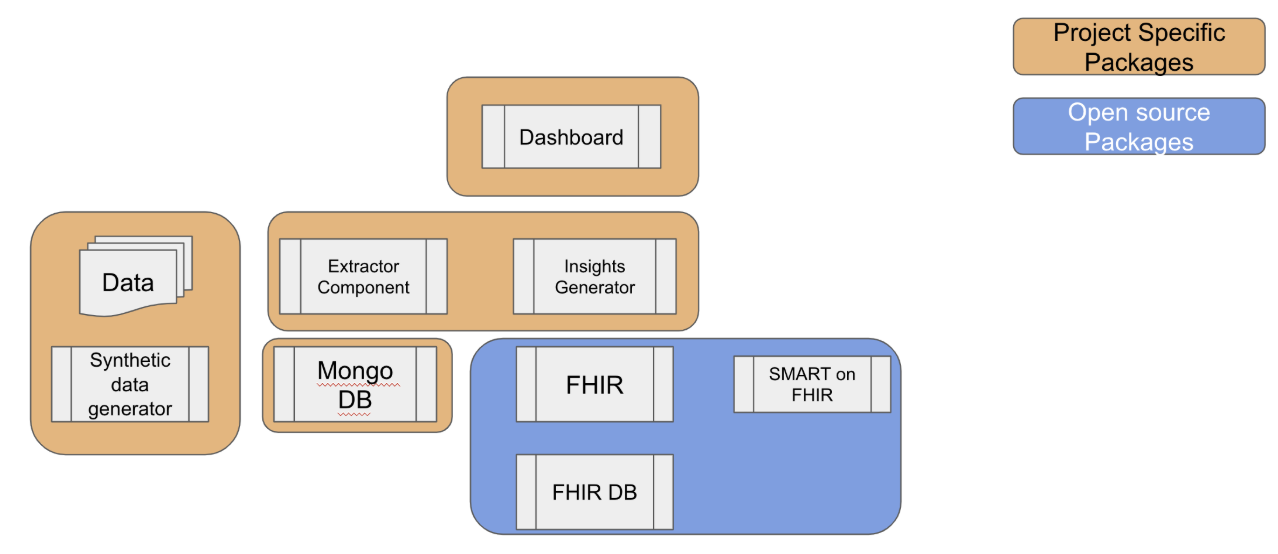 Project Specific
Packages
Open source
Packages
Dashboard
Data
Synthetic
data
generator
Extractor
Component
Insights
Generator
Mongo
DB
FHIR
SMART on
FHIR
FHIR DB